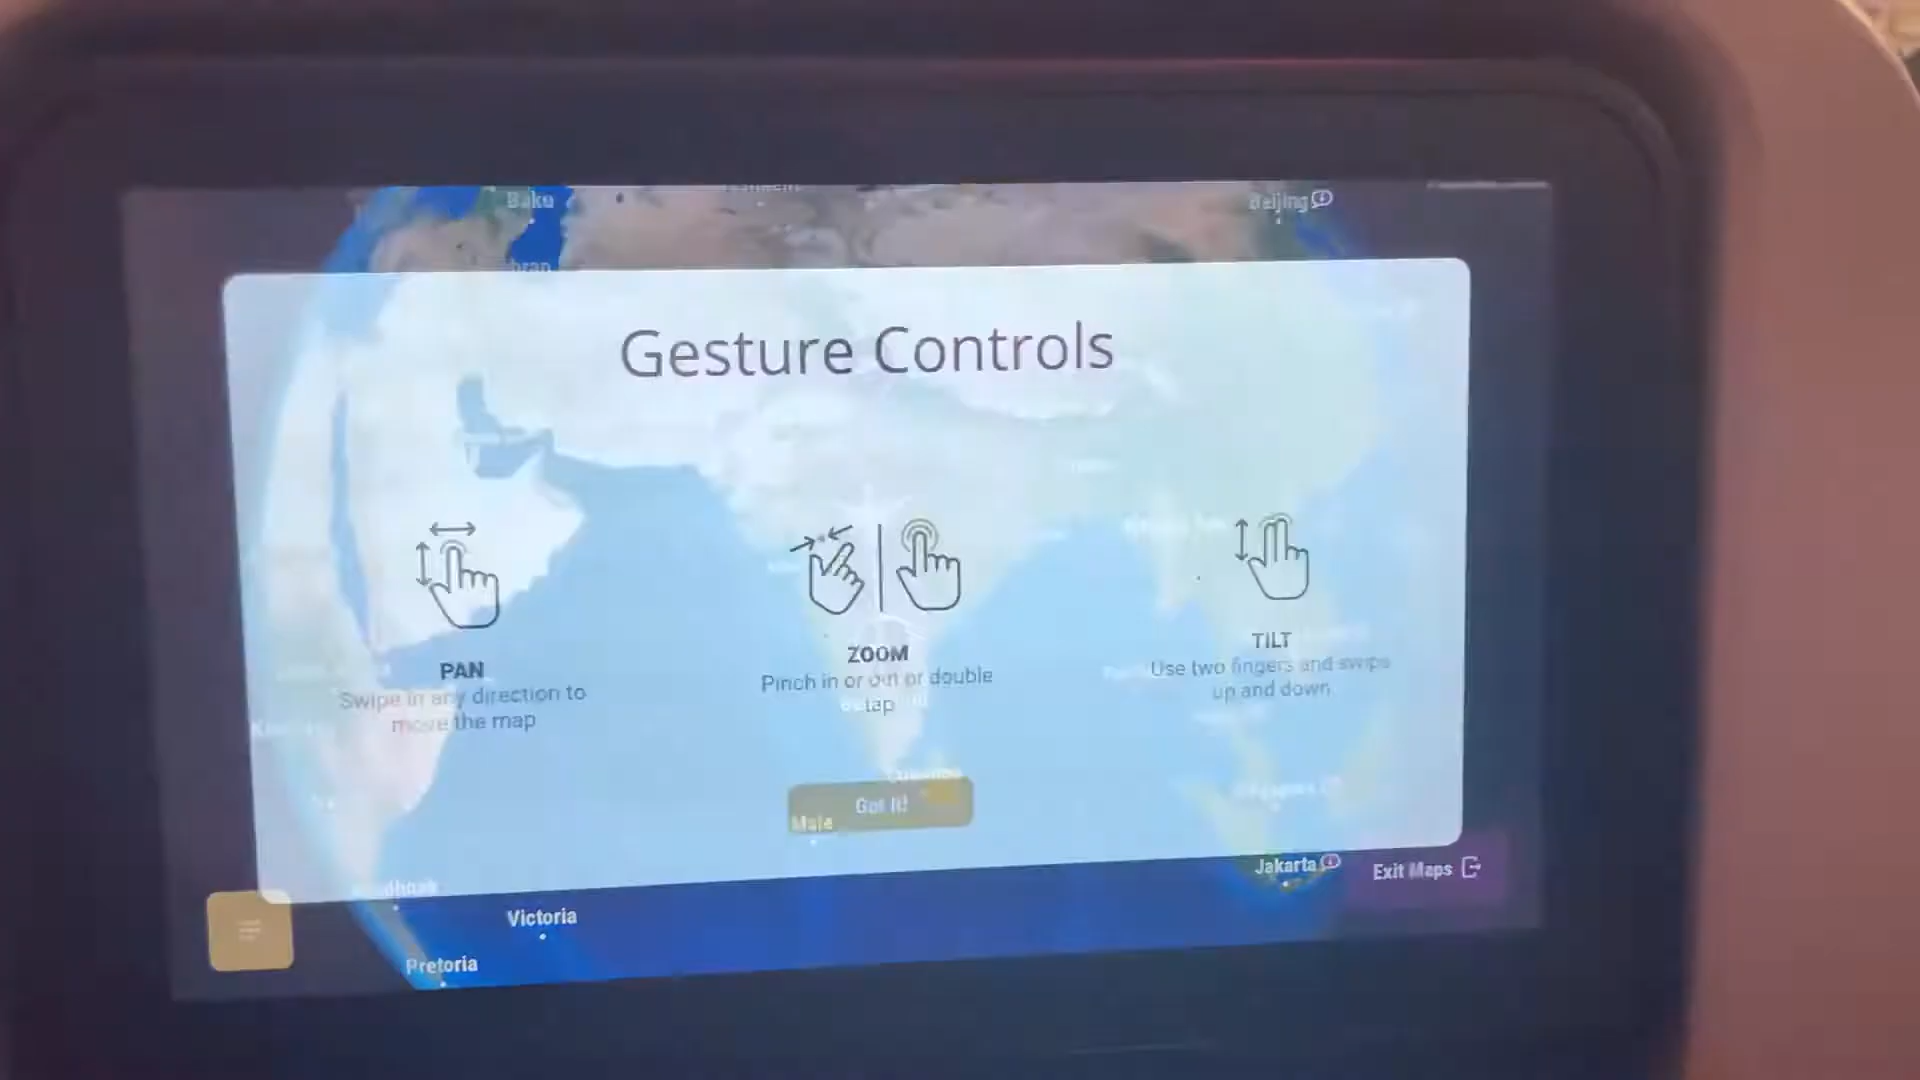 Baku
Beijing
Gesture Controls
PAN
Swipe in any direction to
move the map
ZOOM
Pinch in or out or double
tap
TILT
Use two fingers and swipe
up and down
Got it!
Male
Jakarta
Exit Maps
Victoria
Pretoria